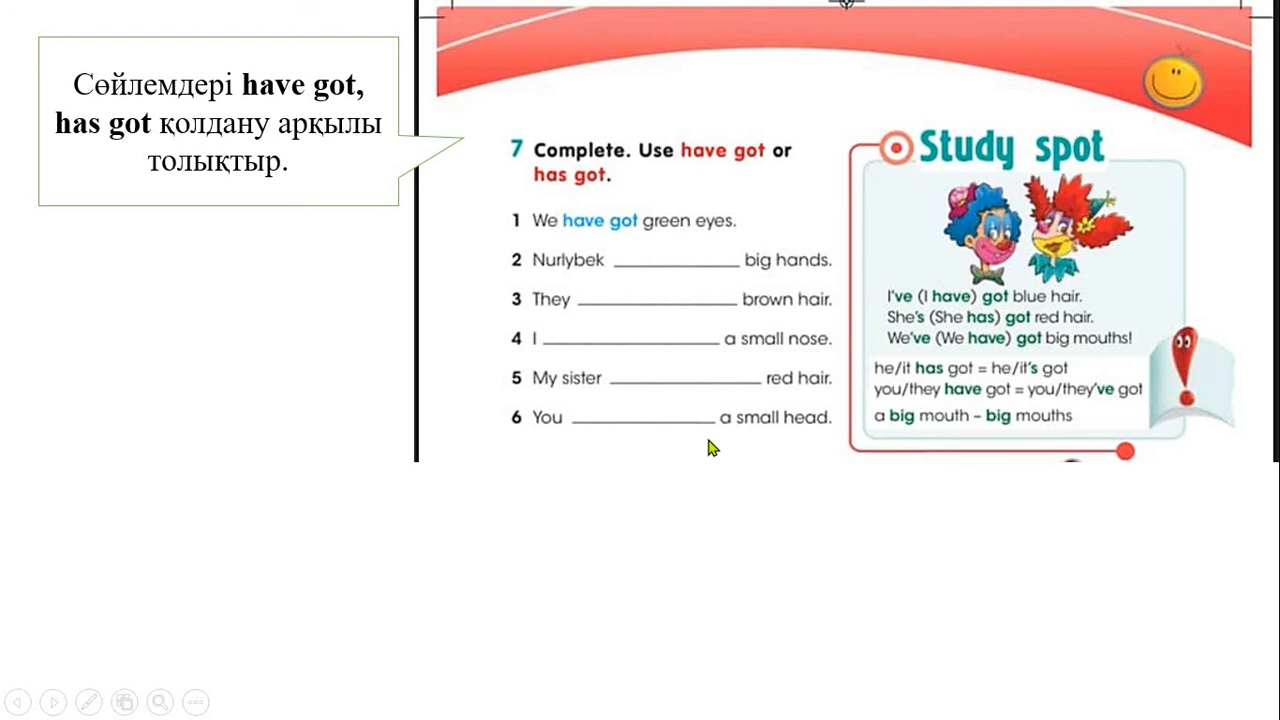 Сөйлемдері have got,
has got қолдану арқылы
толықтыр.
7 Complete. Use have got or
has got.
1 We have got green eyes.
2 Nurlybek ____________ big hands.
3 They ____________ brown hair.
4 I ____________ a small nose.
5 My sister ____________ red hair.
6 You ____________ a small head.
Study spot
I've (I have) got blue hair.
She's (She has) got red hair.
We've (We have) got big mouths!
he/it has got = he/it's got
you/they have got = you/they've got
a big mouth – big mouths